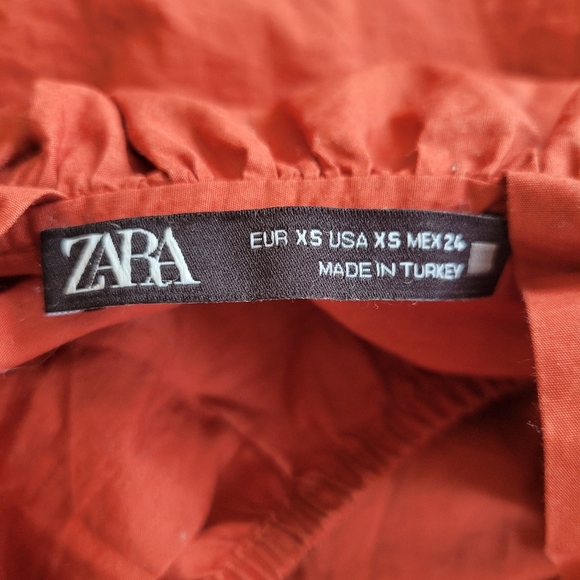 ZARA
EUR XS USA XS MEX 24
MADE IN TURKEY